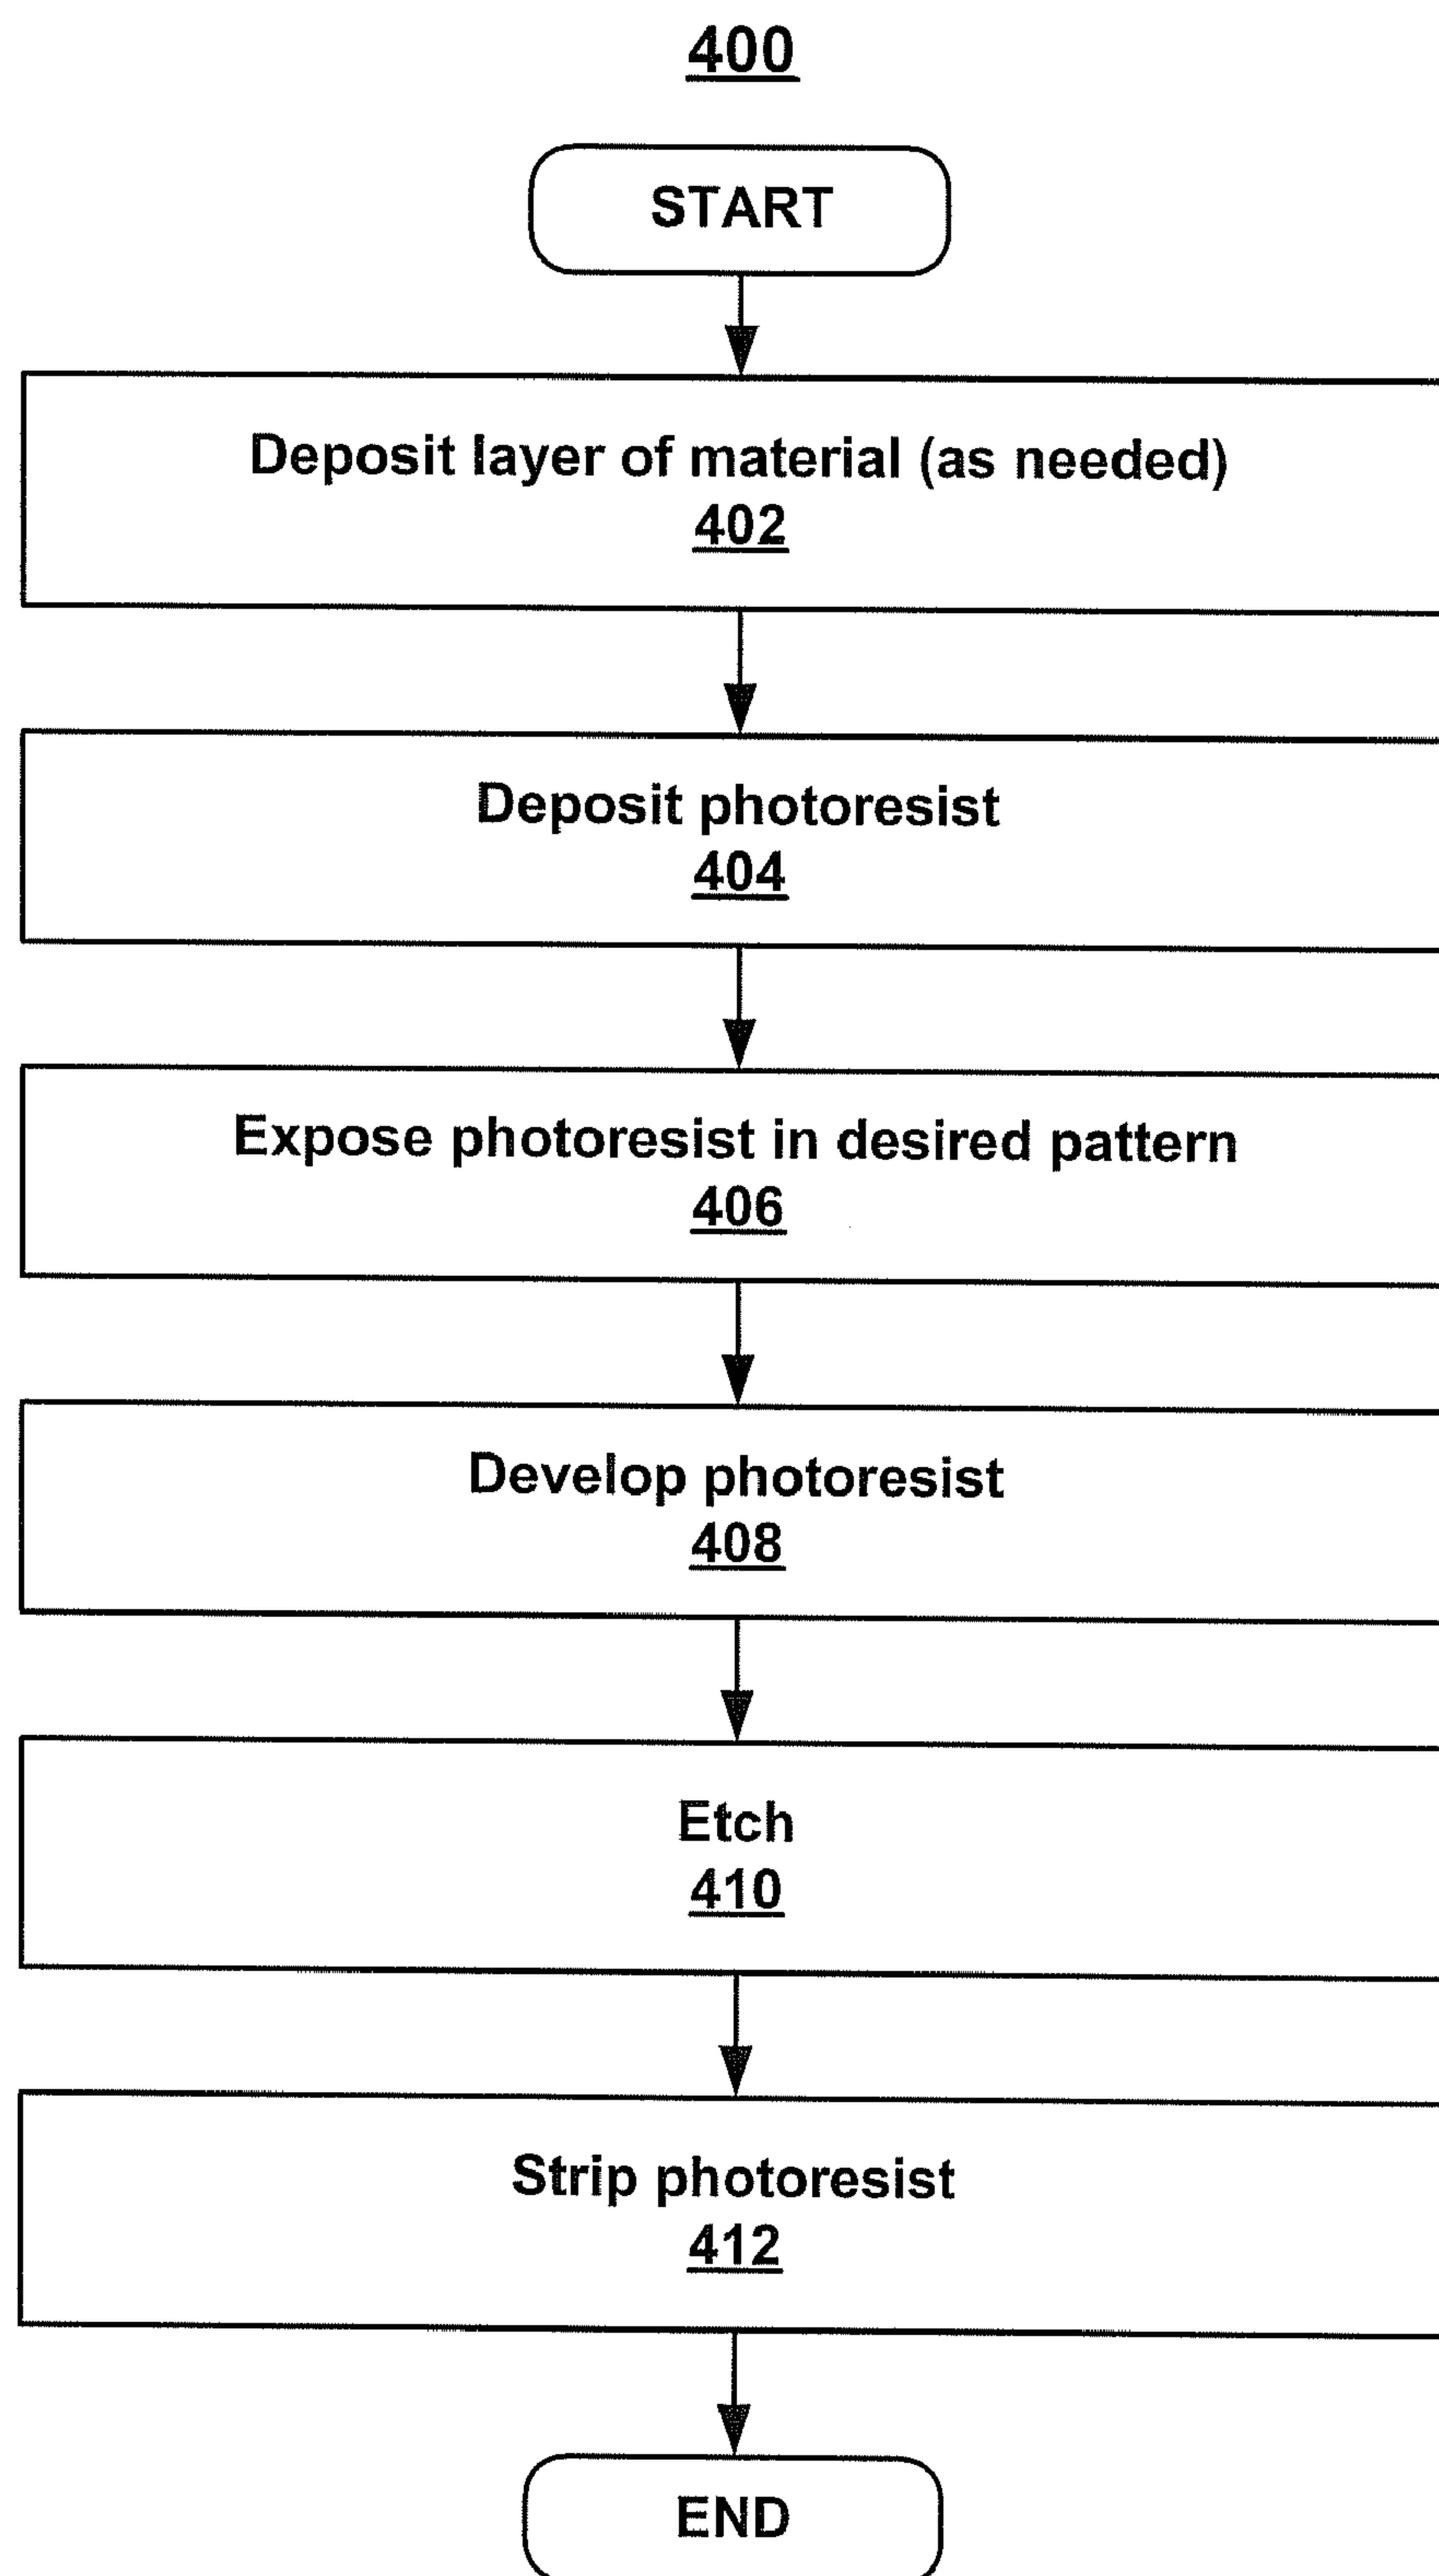 400
START
Deposit layer of material (as needed)
402
Deposit photoresist
404
Expose photoresist in desired pattern
406
Develop photoresist
408
Etch
410
Strip photoresist
412
END